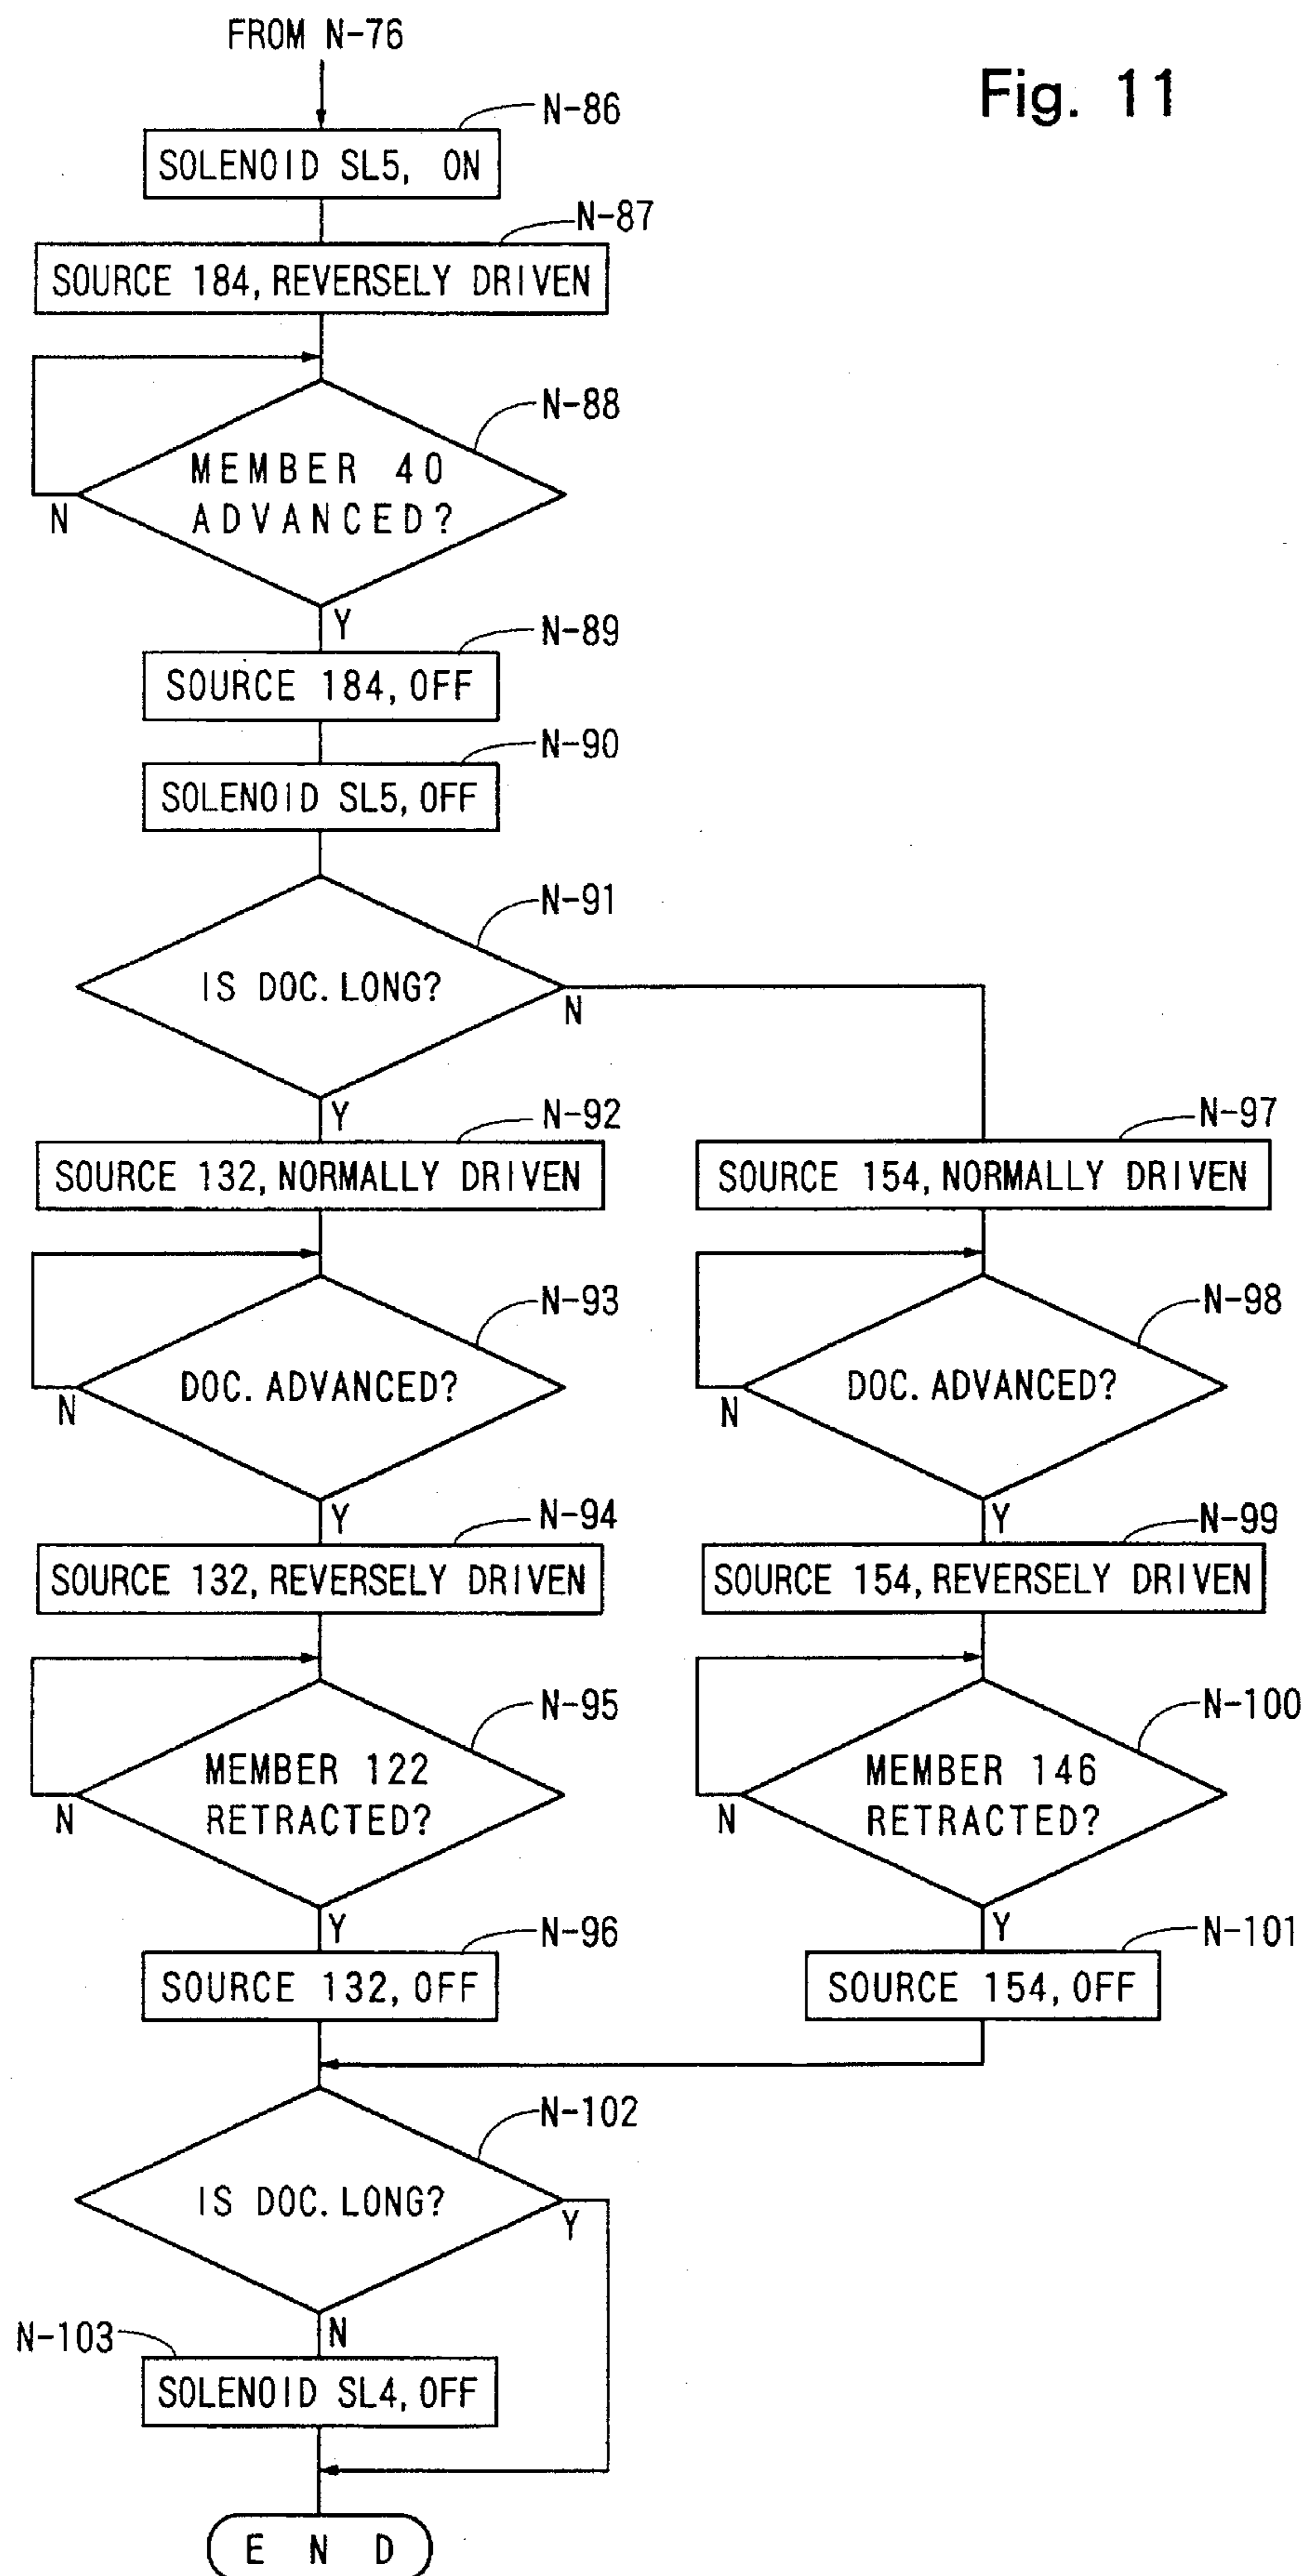 FROM N-76
Fig. 11
N-86
SOLENOID SL5, ON
N-87
SOURCE 184, REVERSELY DRIVEN
N-88
MEMBER 40
ADVANCED?
N
Y
N-89
SOURCE 184, OFF
N-90
SOLENOID SL5, OFF
N-91
IS DOC. LONG?
N
Y
N-92
SOURCE 132, NORMALLY DRIVEN
N-93
DOC. ADVANCED?
N
Y
N-94
SOURCE 132, REVERSELY DRIVEN
N-95
MEMBER 122
RETRACTED?
N
Y
N-96
SOURCE 132, OFF
N-97
SOURCE 154, NORMALLY DRIVEN
N-98
DOC. ADVANCED?
N
Y
N-99
SOURCE 154, REVERSELY DRIVEN
N-100
MEMBER 146
RETRACTED?
N
Y
N-101
SOURCE 154, OFF
N-102
IS DOC. LONG?
Y
N
N-103
SOLENOID SL4, OFF
END